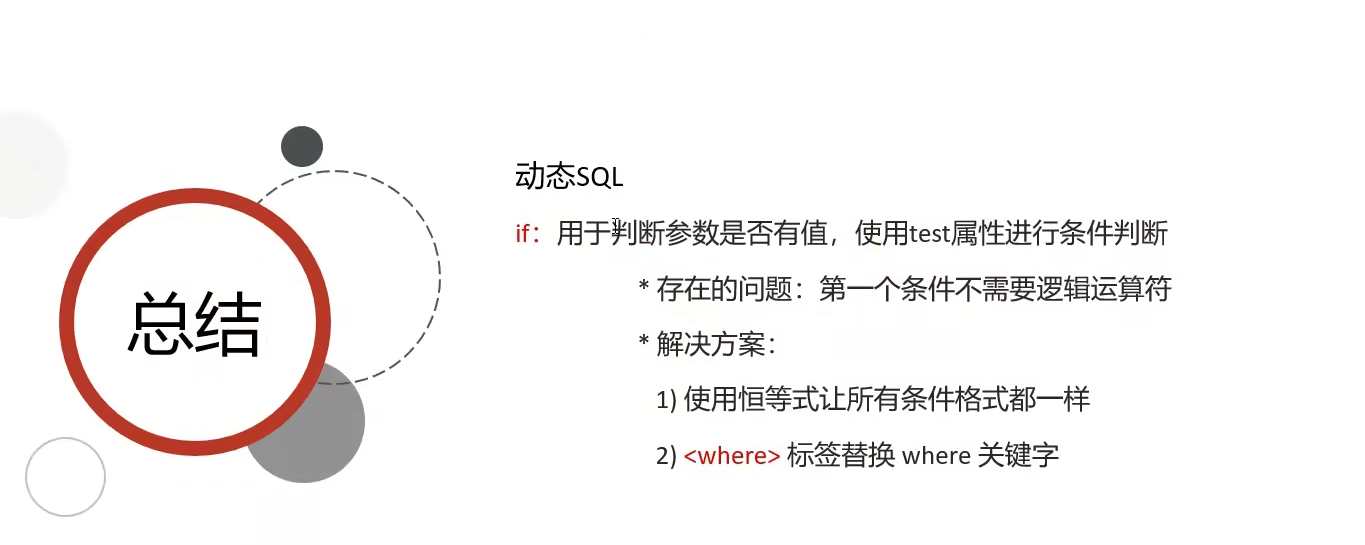 总结
动态SQL
if：用于判断参数是否有值，使用test属性进行条件判断
* 存在的问题：第一个条件不需要逻辑运算符
* 解决方案：
1) 使用恒等式让所有条件格式都一样
2) <where> 标签替换 where 关键字